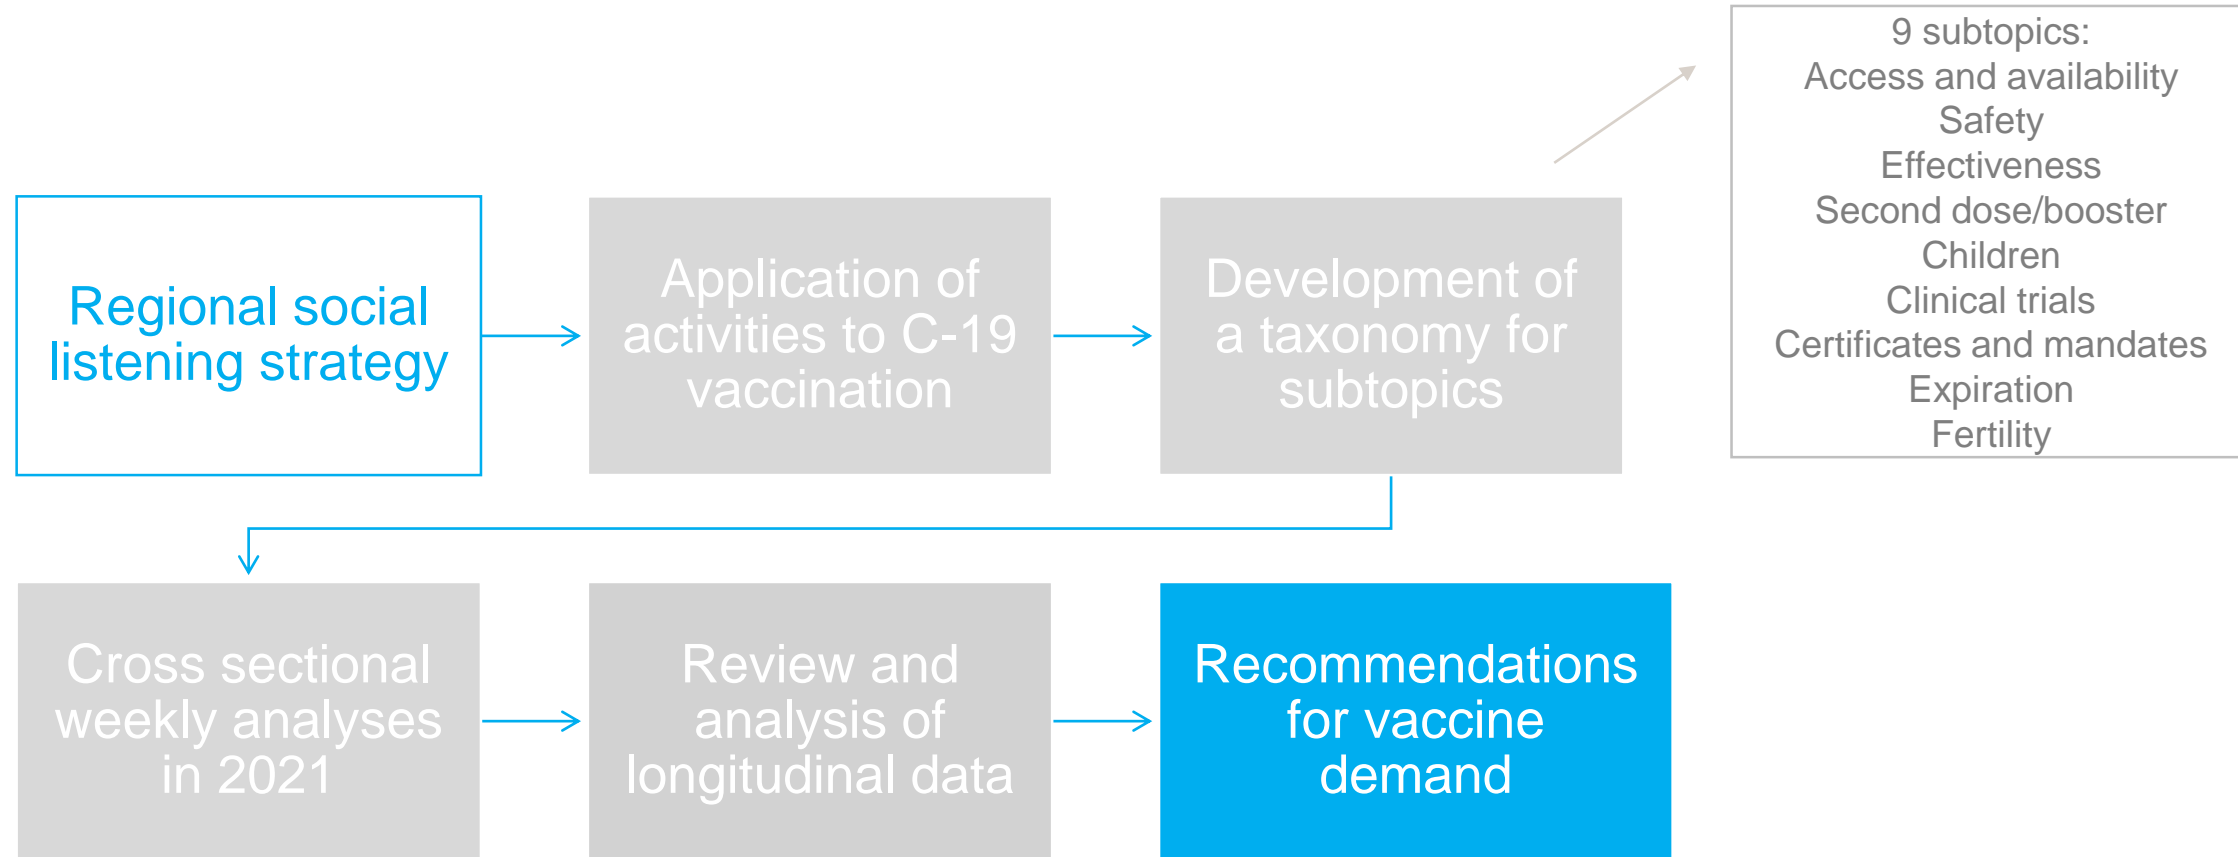 Regional social
listening strategy
Application of
activities to C-19
vaccination
Development of
a taxonomy for
subtopics
9 subtopics:
Access and availability
Safety
Effectiveness
Second dose/booster
Children
Clinical trials
Certificates and mandates
Expiration
Fertility
Cross sectional
weekly analyses
in 2021
Review and
analysis of
longitudinal data
Recommendations
for vaccine
demand